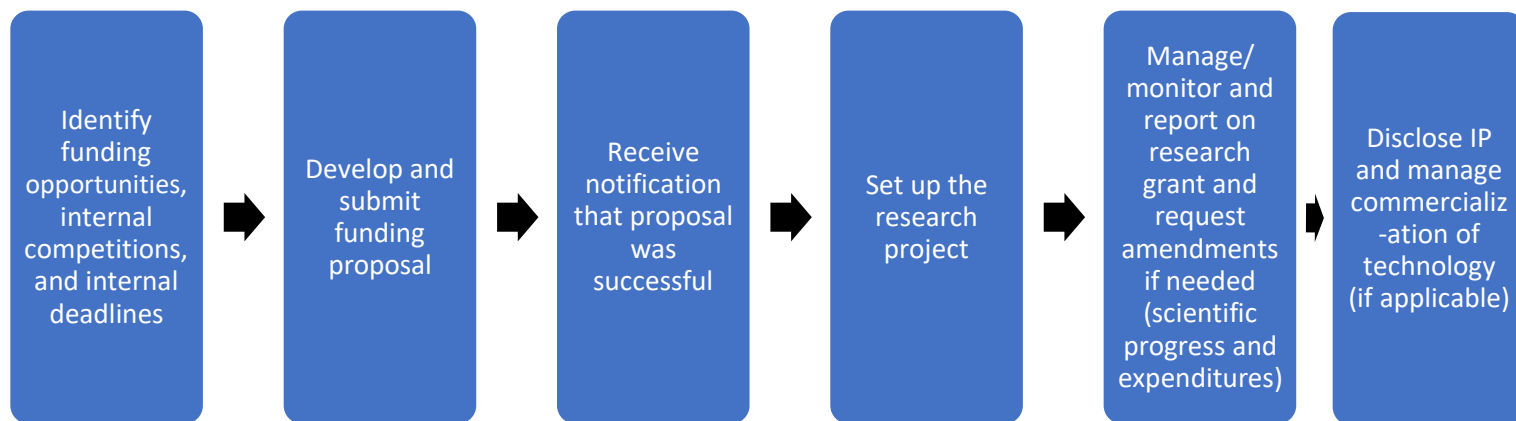 Identify
funding
opportunities,
internal
competitions,
and internal
deadlines
Develop and
submit
funding
proposal
Receive
notification
that proposal
was
successful
Set up the
research
project
Manage/
monitor and
report on
research
grant and
request
amendments
if needed
(scientific
progress and
expenditures)
Disclose IP
and manage
commercializ
-ation of
technology
(if applicable)